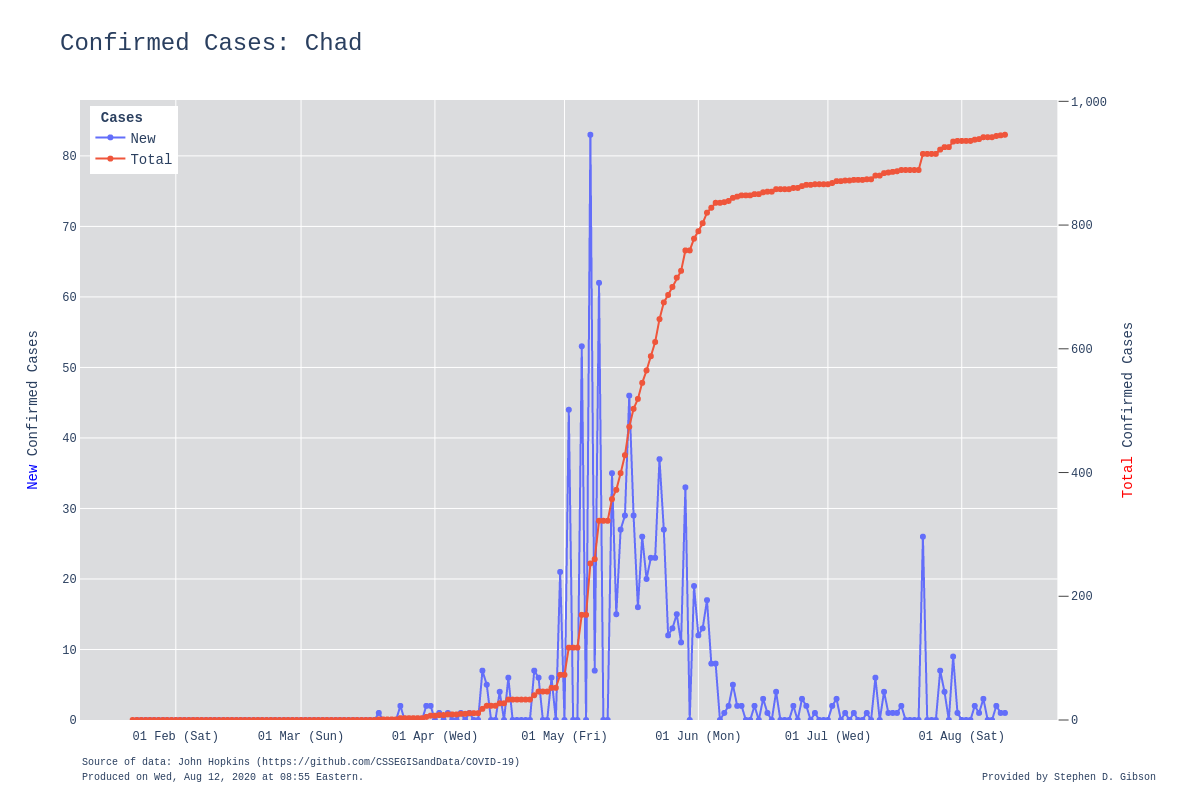 Confirmed Cases: Chad
Cases
New
Total
1,000
800
600
400
200
0
80
70
60
50
40
30
20
10
0
New Confirmed Cases
Total Confirmed Cases
01 Feb (Sat)
01 Mar (Sun)
01 Apr (Wed)
01 May (Fri)
01 Jun (Mon)
01 Jul (Wed)
01 Aug (Sat)
Source of data: John Hopkins (https://github.com/CSSEGISandData/COVID-19)
Produced on Wed, Aug 12, 2020 at 08:55 Eastern.
Provided by Stephen D. Gibson